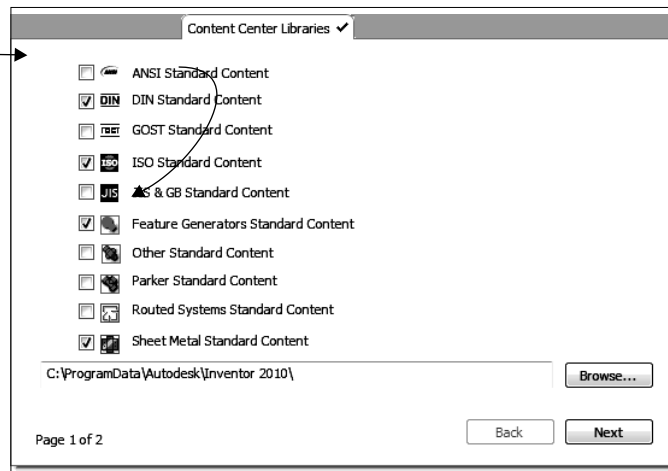 Content Center Libraries
ANSI Standard Content
DIN DIN Standard Content
GOST Standard Content
ISO ISO Standard Content
JIS & GB Standard Content
Feature Generators Standard Content
Other Standard Content
Parker Standard Content
Routed Systems Standard Content
Sheet Metal Standard Content
C:\ProgramData\Autodesk\Inventor 2010\
Browse...
Page 1 of 2
Back
Next